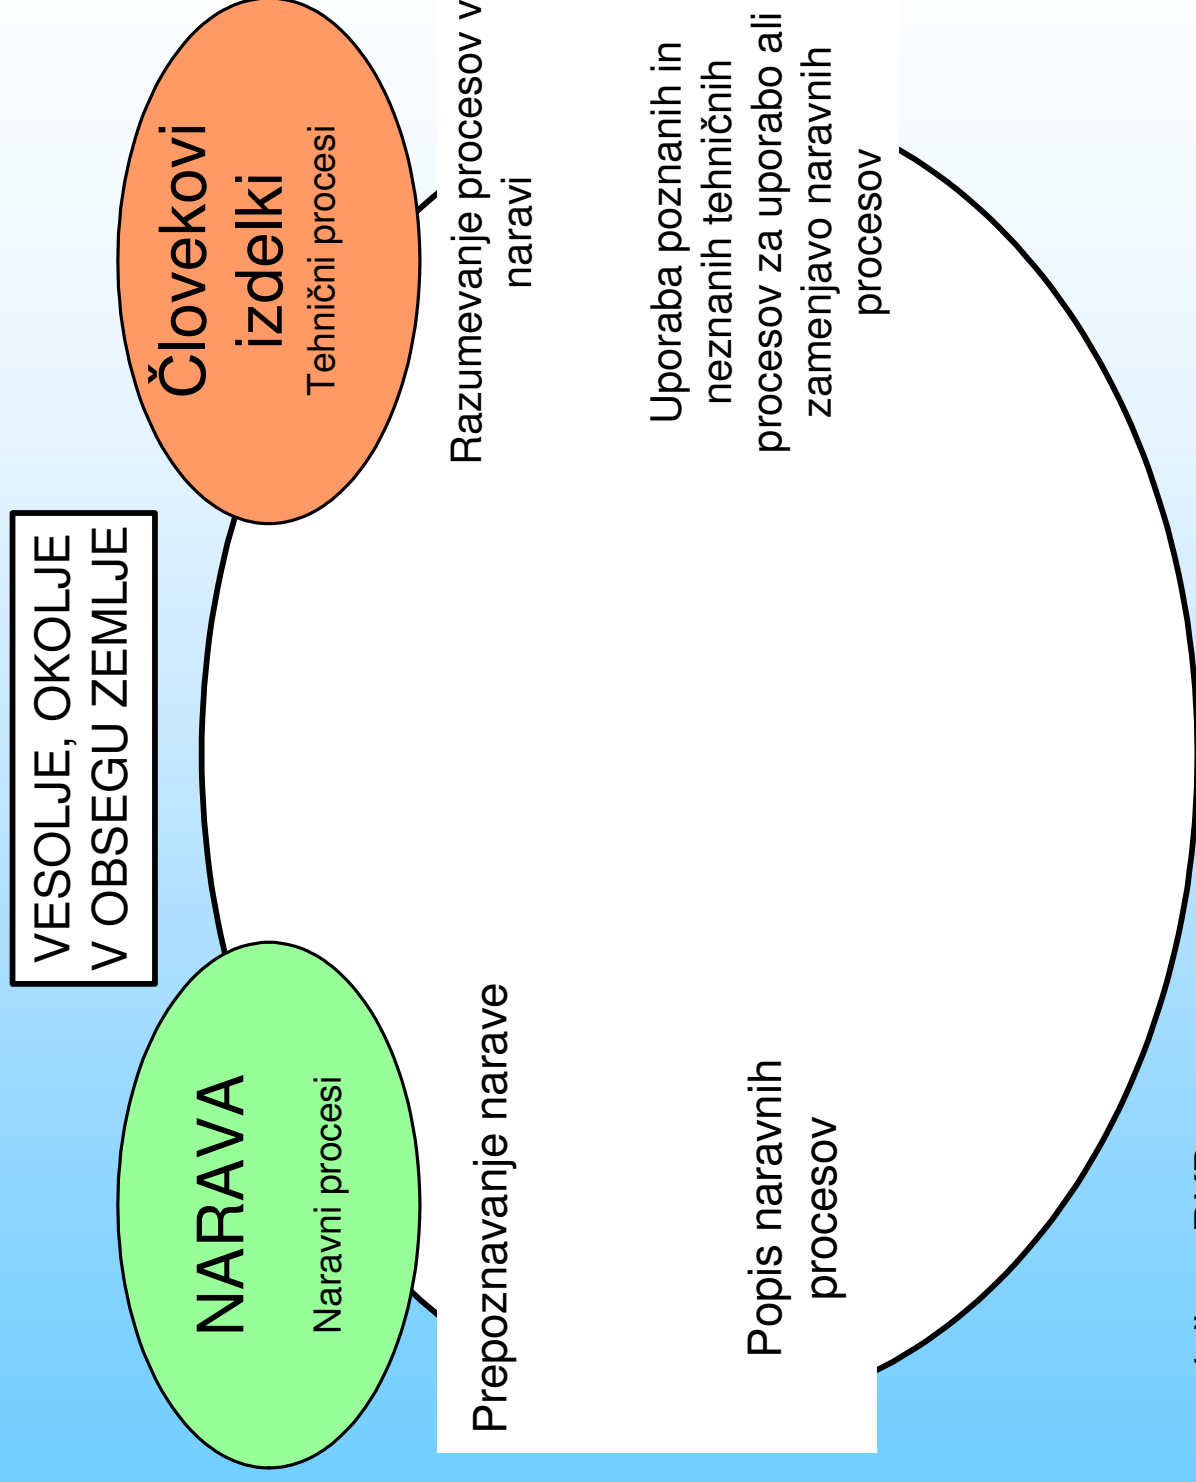 VESOLJE, OKOLJE
V OBSEGU ZEMLJE
NARAVA
Naravni procesi
Človekovi
izdelki
Tehnični procesi
Prepoznavanje narave
Razumevanje procesov v
naravi
Popis naravnih
procesov
Uporaba poznanih in
neznanih tehničnih
procesov za uporabo ali
zamenjavo naravnih
procesov